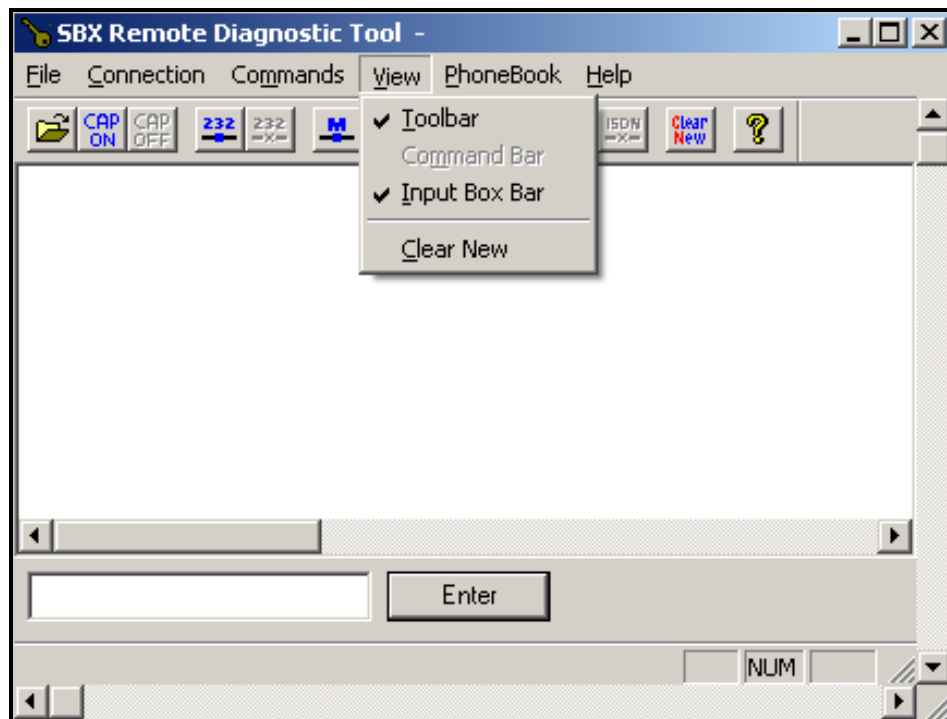 SBX Remote Diagnostic Tool -
File Connection Commands View PhoneBook Help
CAP ON CAP OFF 232 232 M ISDN Clear New ?
Toolbar
Command Bar
Input Box Bar
Clear New
Enter
NUM